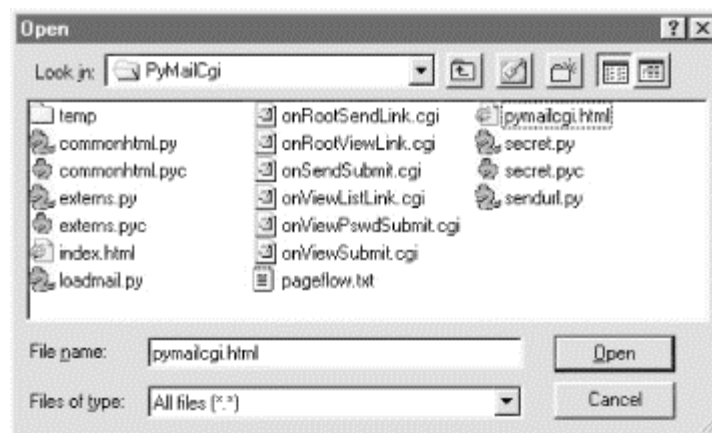 Open
Look in: PyMailCgi
temp
commonhtml.py
commonhtml.pyc
externs.py
externs.pyc
index.html
loadmail.py
onRootSendLink.cgi
onRootViewLink.cgi
onSendSubmit.cgi
onViewListLink.cgi
onViewPswdSubmit.cgi
onViewSubmit.cgi
pageflow.txt
pymailcgi.html
secret.py
secret.pyc
sendurl.py
File name: pymailcgi.html Open
Files of type: All files (*.*) Cancel